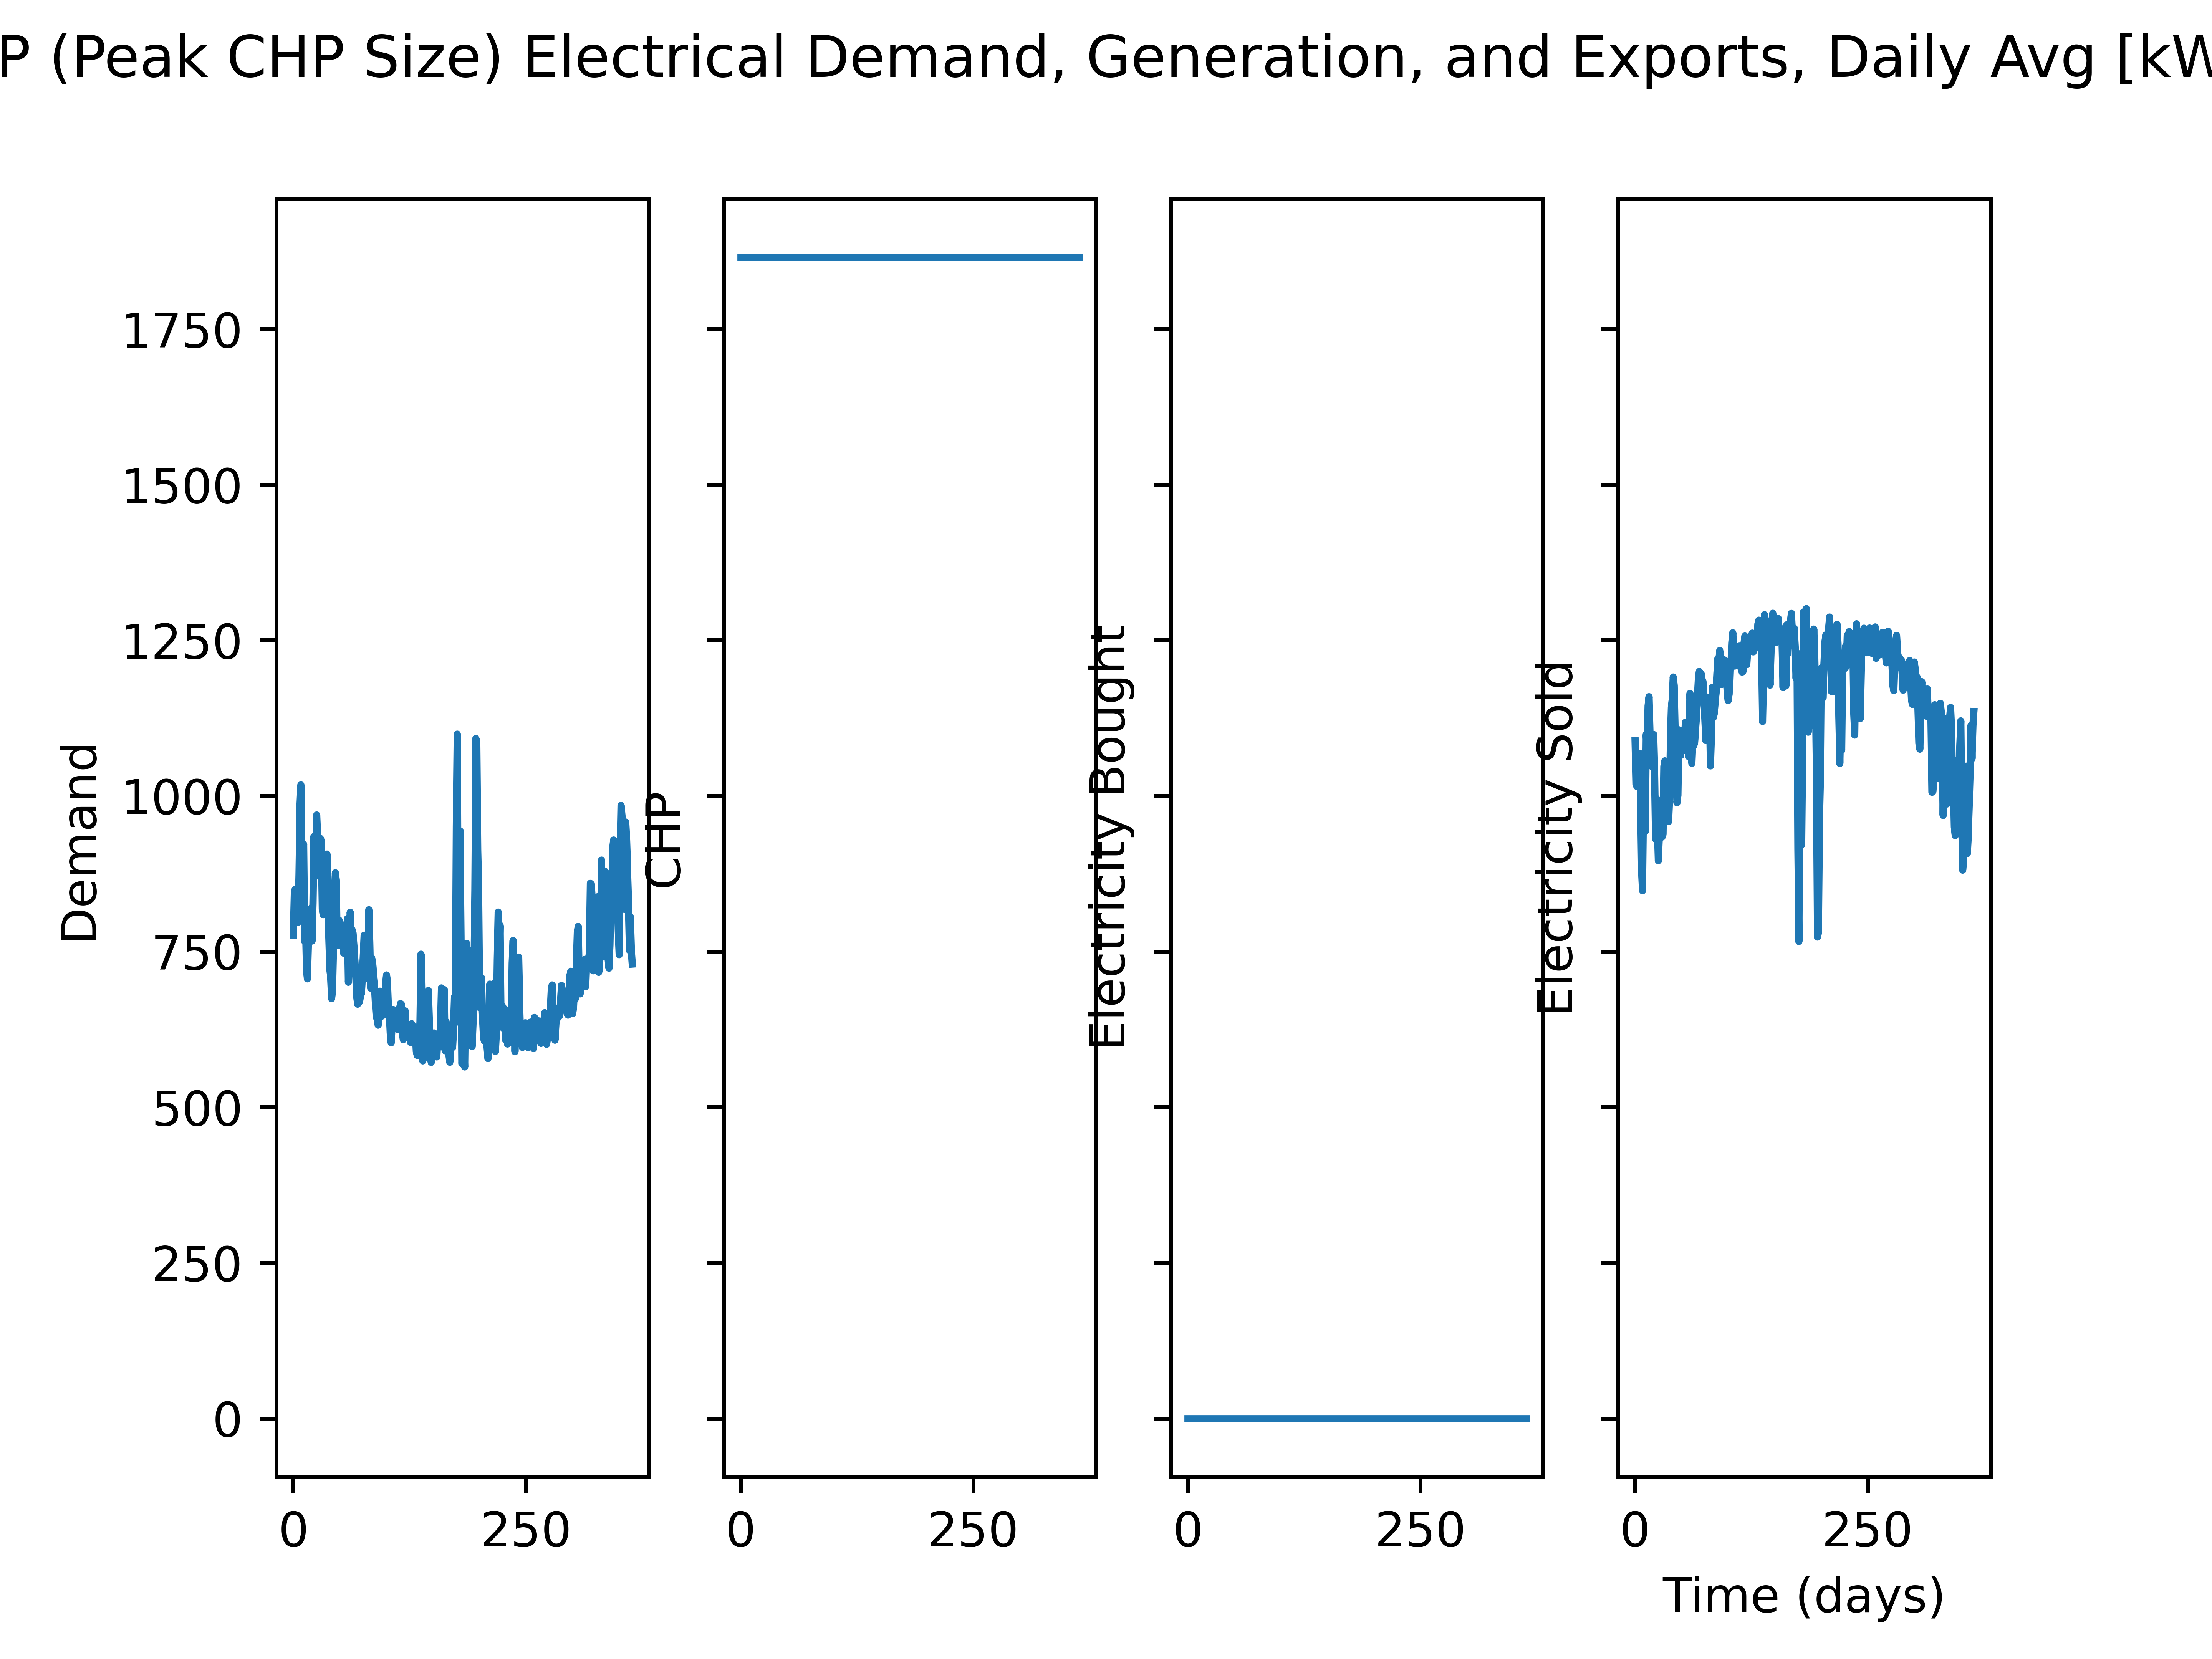 P (Peak CHP Size) Electrical Demand, Generation, and Exports, Daily Avg [kW
Demand
1750
1500
1250
1000
750
500
250
0
CHP
Electricity Bought
Electricity Sold
0 250 0 250 0 250 0 250
Time (days)